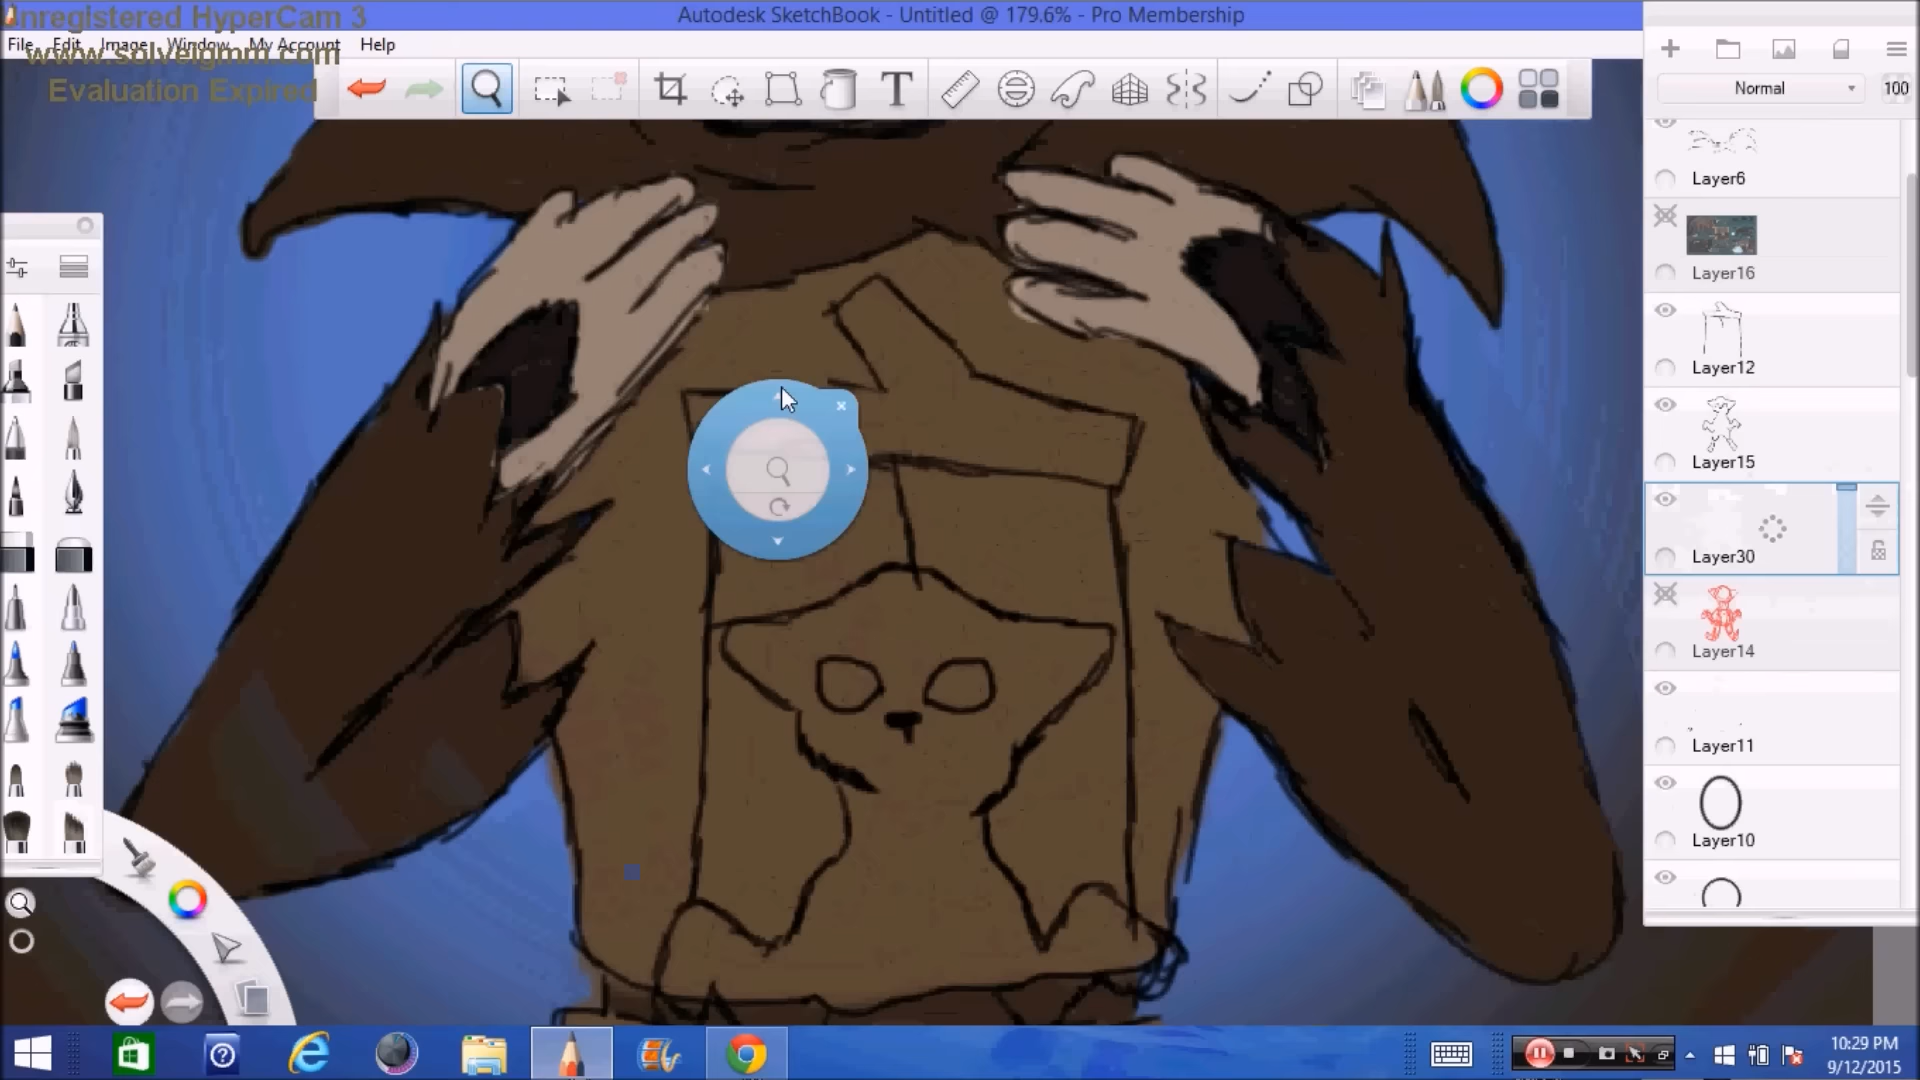 Unregistered HyperCam 3
Autodesk SketchBook - Untitled @ 179.6% - Pro Membership
File Edit Image Window My Account Help
www.solveigmm.com
Evaluation Expired
T
Normal
100
Layer6
Layer16
Layer12
Layer15
Layer30
Layer14
Layer11
Layer10
10:29 PM
9/12/2015